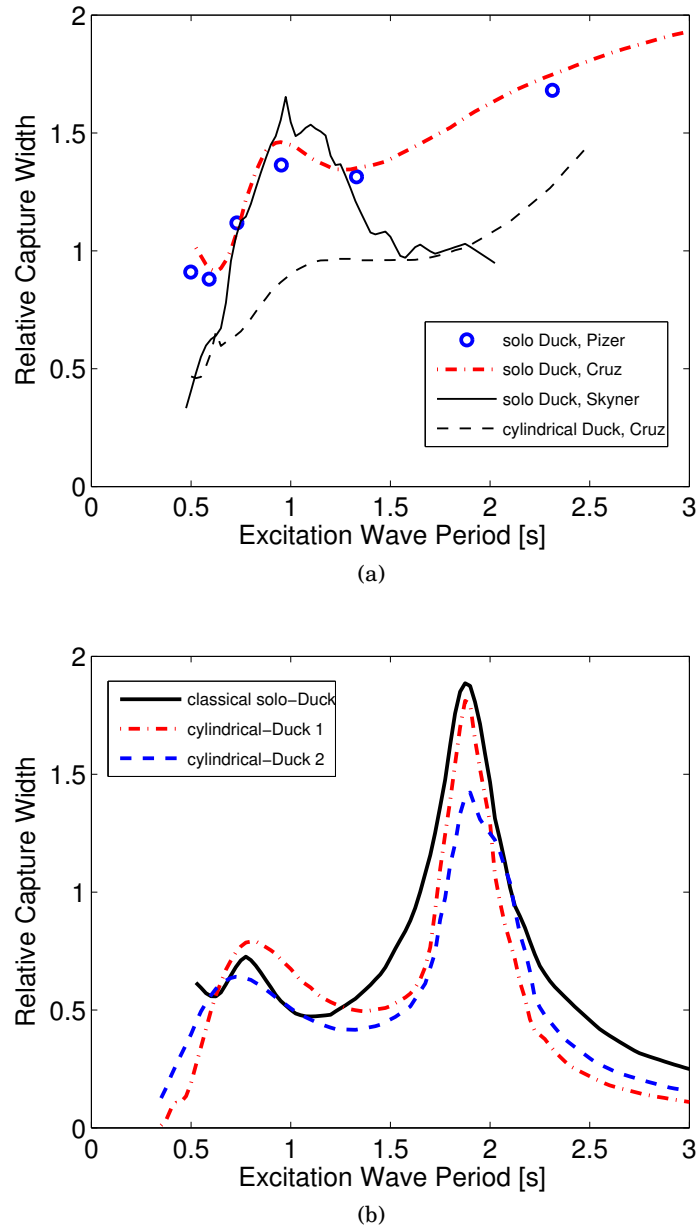 2
1.5
1
0.5
0
Relative Capture Width
solo Duck, Pizer
solo Duck, Cruz
solo Duck, Skyner
cylindrical Duck, Cruz
0 0.5 1 1.5 2 2.5 3
Excitation Wave Period [s]
(a)
2
1.5
1
0.5
0
Relative Capture Width
classical solo-Duck
cylindrical-Duck 1
cylindrical-Duck 2
0 0.5 1 1.5 2 2.5 3
Excitation Wave Period [s]
(b)